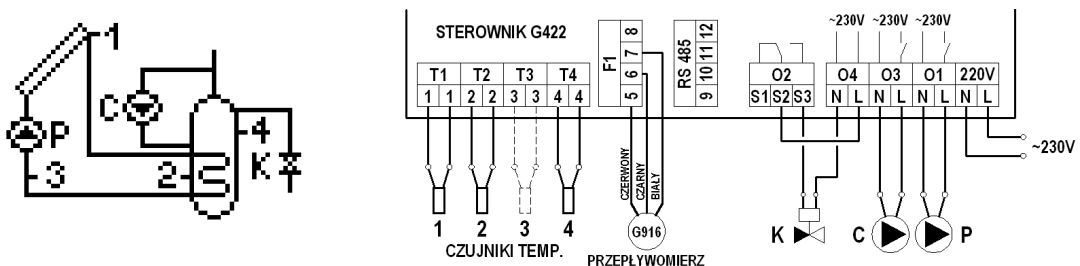 1
C
P
4
K
3
2
STEROWNIK G422
T1 T2 T3 T4
1 1 2 2 3 3 4 4
F1
8
7
6
5
RS 485
12
11
10
9
~230V ~230V ~230V
O2 O4 O3 O1 220V
S1 S2 S3 N L N L N L N L
~230V
CZERWONY
CZARNY
BIAŁY
1 2 3 4
CZUJNIKI TEMP.
G916
PRZEPŁYWOMIERZ
K C P